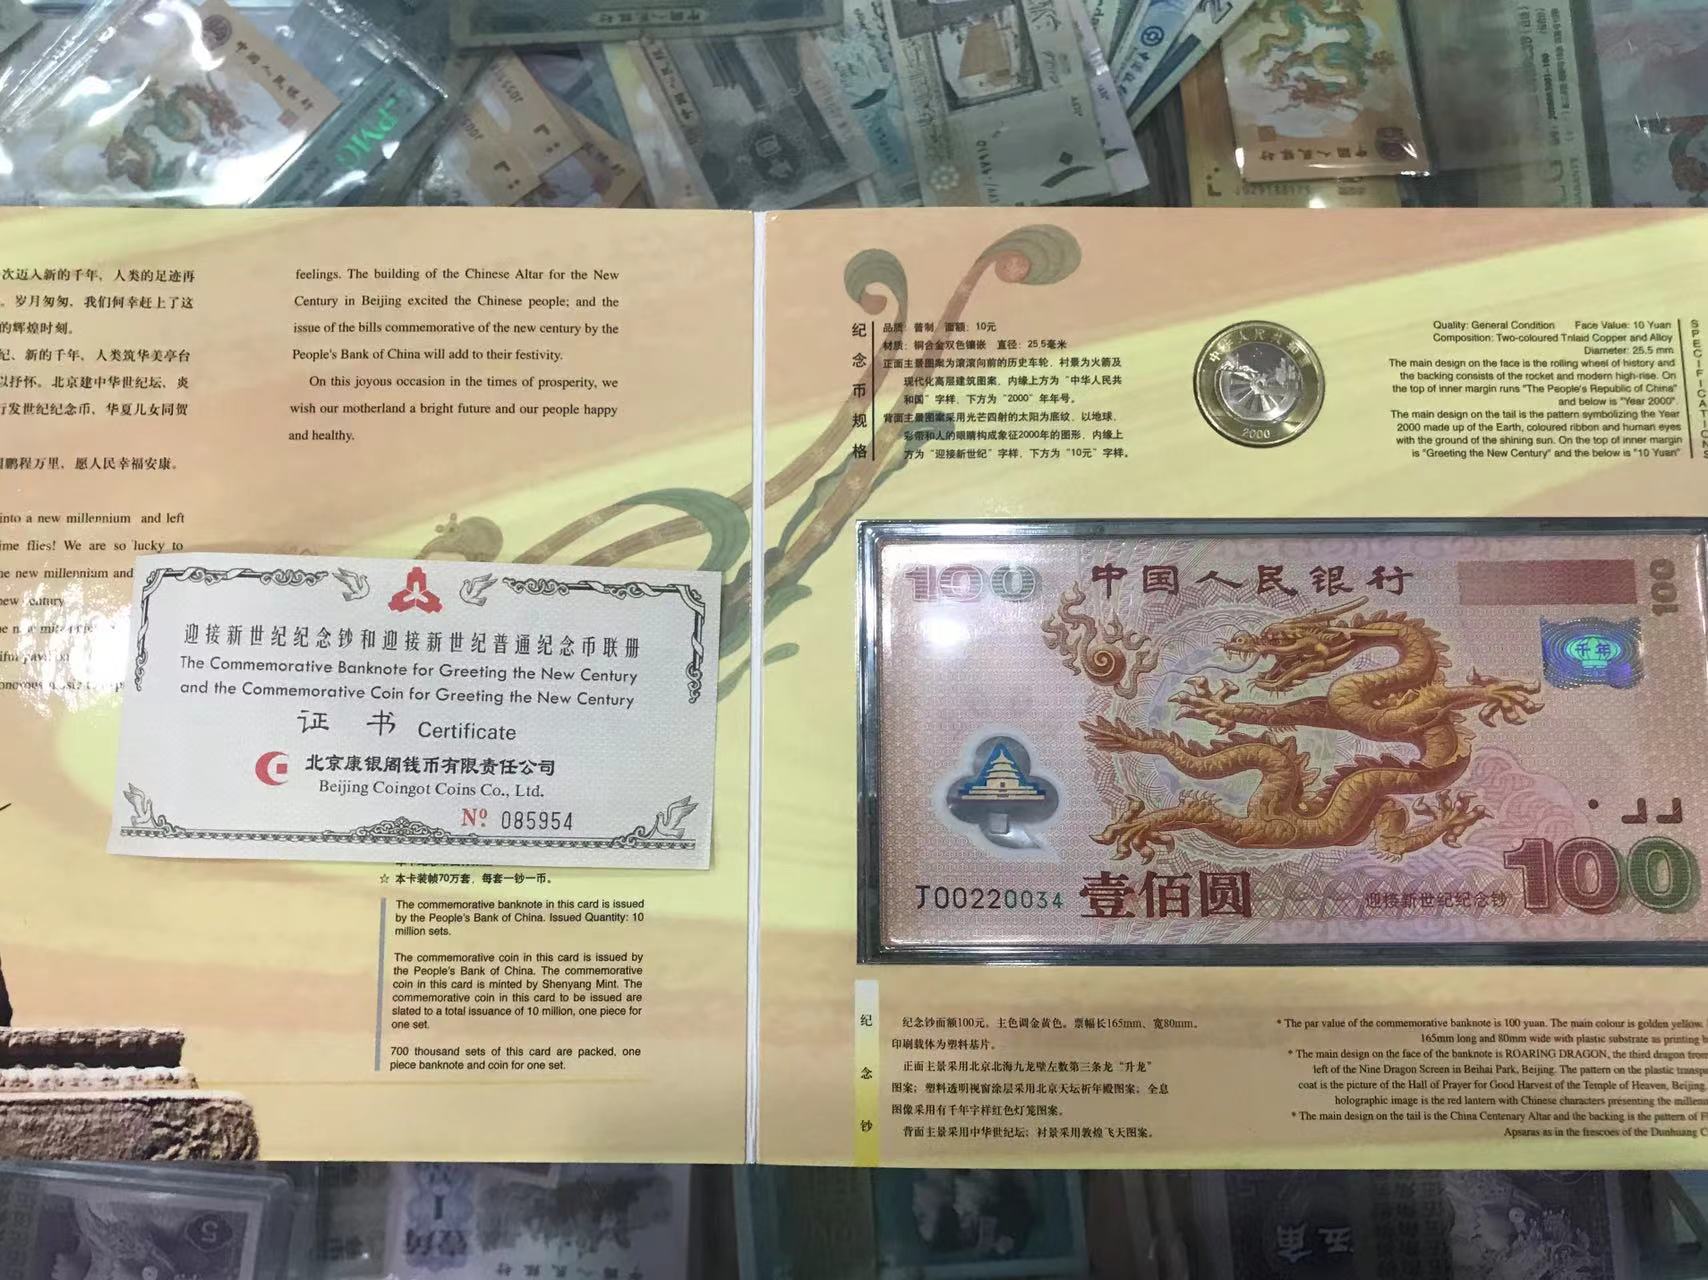 次迈入新的千年，人类的足迹再
。岁月匆匆，我们何幸赶上了这
的辉煌时刻。
纪、新的千年，人类筑华美亭台
以抒怀。北京建中华世纪坛，炎
行发世纪纪念币，华夏儿女同贺
鹏程万里，愿人民幸福安康。
into a new millennium and left
ime flies! We are so lucky to
he new millennium and
feelings. The building of the Chinese Altar for the New
Century in Beijing excited the Chinese people; and the
issue of the bills commemorative of the new century by the
People's Bank of China will add to their festivity.
On this joyous occasion in the times of prosperity, we
wish our motherland a bright future and our people happy
and healthy.
迎接新世纪纪念钞和迎接新世纪普通纪念币联册
The Commemorative Banknote for Greeting the New Century
and the Commemorative Coin for Greeting the New Century
证 书 Certificate
北京康银阁钱币有限责任公司
Beijing Coingot Coins Co., Ltd.
Nº 085954
☆ 本卡装帧70万套，每套一钞一币。
The commemorative banknote in this card is issued
by the People's Bank of China. Issued Quantity: 10
million sets.
The commemorative coin in this card is issued by
the People's Bank of China. The commemorative
coin in this card is minted by Shenyang Mint. The
commemorative coin in this card to be issued are
slated to a total issuance of 10 million, one piece for
one set.
700 thousand sets of this card are packed, one
piece banknote and coin for one set.
纪念币规格
品质：普制 面额：10元
材质：铜合金双色镶嵌 直径：25.5毫米
正面主景图案为滚滚向前的历史车轮，衬景为火箭及
现代化高层建筑图案，内缘上方为“中华人民共
和国”字样，下方为“2000”年年号。
背面主景图案采用光芒四射的太阳为底纹，以地球、
彩带和人的眼睛构成象征2000年的图形，内缘上
方为“迎接新世纪”字样，下方为“10元”字样。
中华人民共和国
2000
Quality: General Condition Face Value: 10 Yuan
Composition: Two-coloured Tnlaid Copper and Alloy
Diameter: 25.5 mm
The main design on the face is the rolling wheel of history and
the backing consists of the rocket and modern high-rise. On
the top of inner margin runs "The People's Republic of China"
and below is "Year 2000".
The main design on the tail is the pattern symbolizing the Year
2000 made up of the Earth, coloured ribbon and human eyes
with the ground of the shining sun. On the top of inner margin
is "Greeting the New Century" and the below is "10 Yuan"
SPECIFICATIONS
100 中国人民银行 100
千年
J00220034 壹佰圆 迎接新世纪纪念钞 100
纪念钞
纪念钞面额100元。主色调金黄色。票幅长165mm、宽80mm。
印刷载体为塑料基片。
正面主景采用北京北海九龙壁左数第三条龙“升龙”
图案；塑料透明视窗涂层采用北京天坛祈年殿图案；全息
图像采用有千年字样红色灯笼图案。
背面主景采用中华世纪坛；衬景采用敦煌飞天图案。
* The par value of the commemorative banknote is 100 yuan. The main colour is golden yellow.
165mm long and 80mm wide with plastic substrate as printing
* The main design on the face of the banknote is ROARING DRAGON, the third dragon from
left of the Nine Dragon Screen in Beihai Park, Beijing. The pattern on the plastic transp
coat is the picture of the Hall of Prayer for Good Harvest of the Temple of Heaven, Beijing
holographic image is the red lantern with Chinese characters presenting the millen
* The main design on the tail is the China Centenary Altar and the backing is the pattern of
Apsaras as in the frescoes of the Dunhuang C
中国人民银行
中国人民银行
PMG
5
壹角
伍角